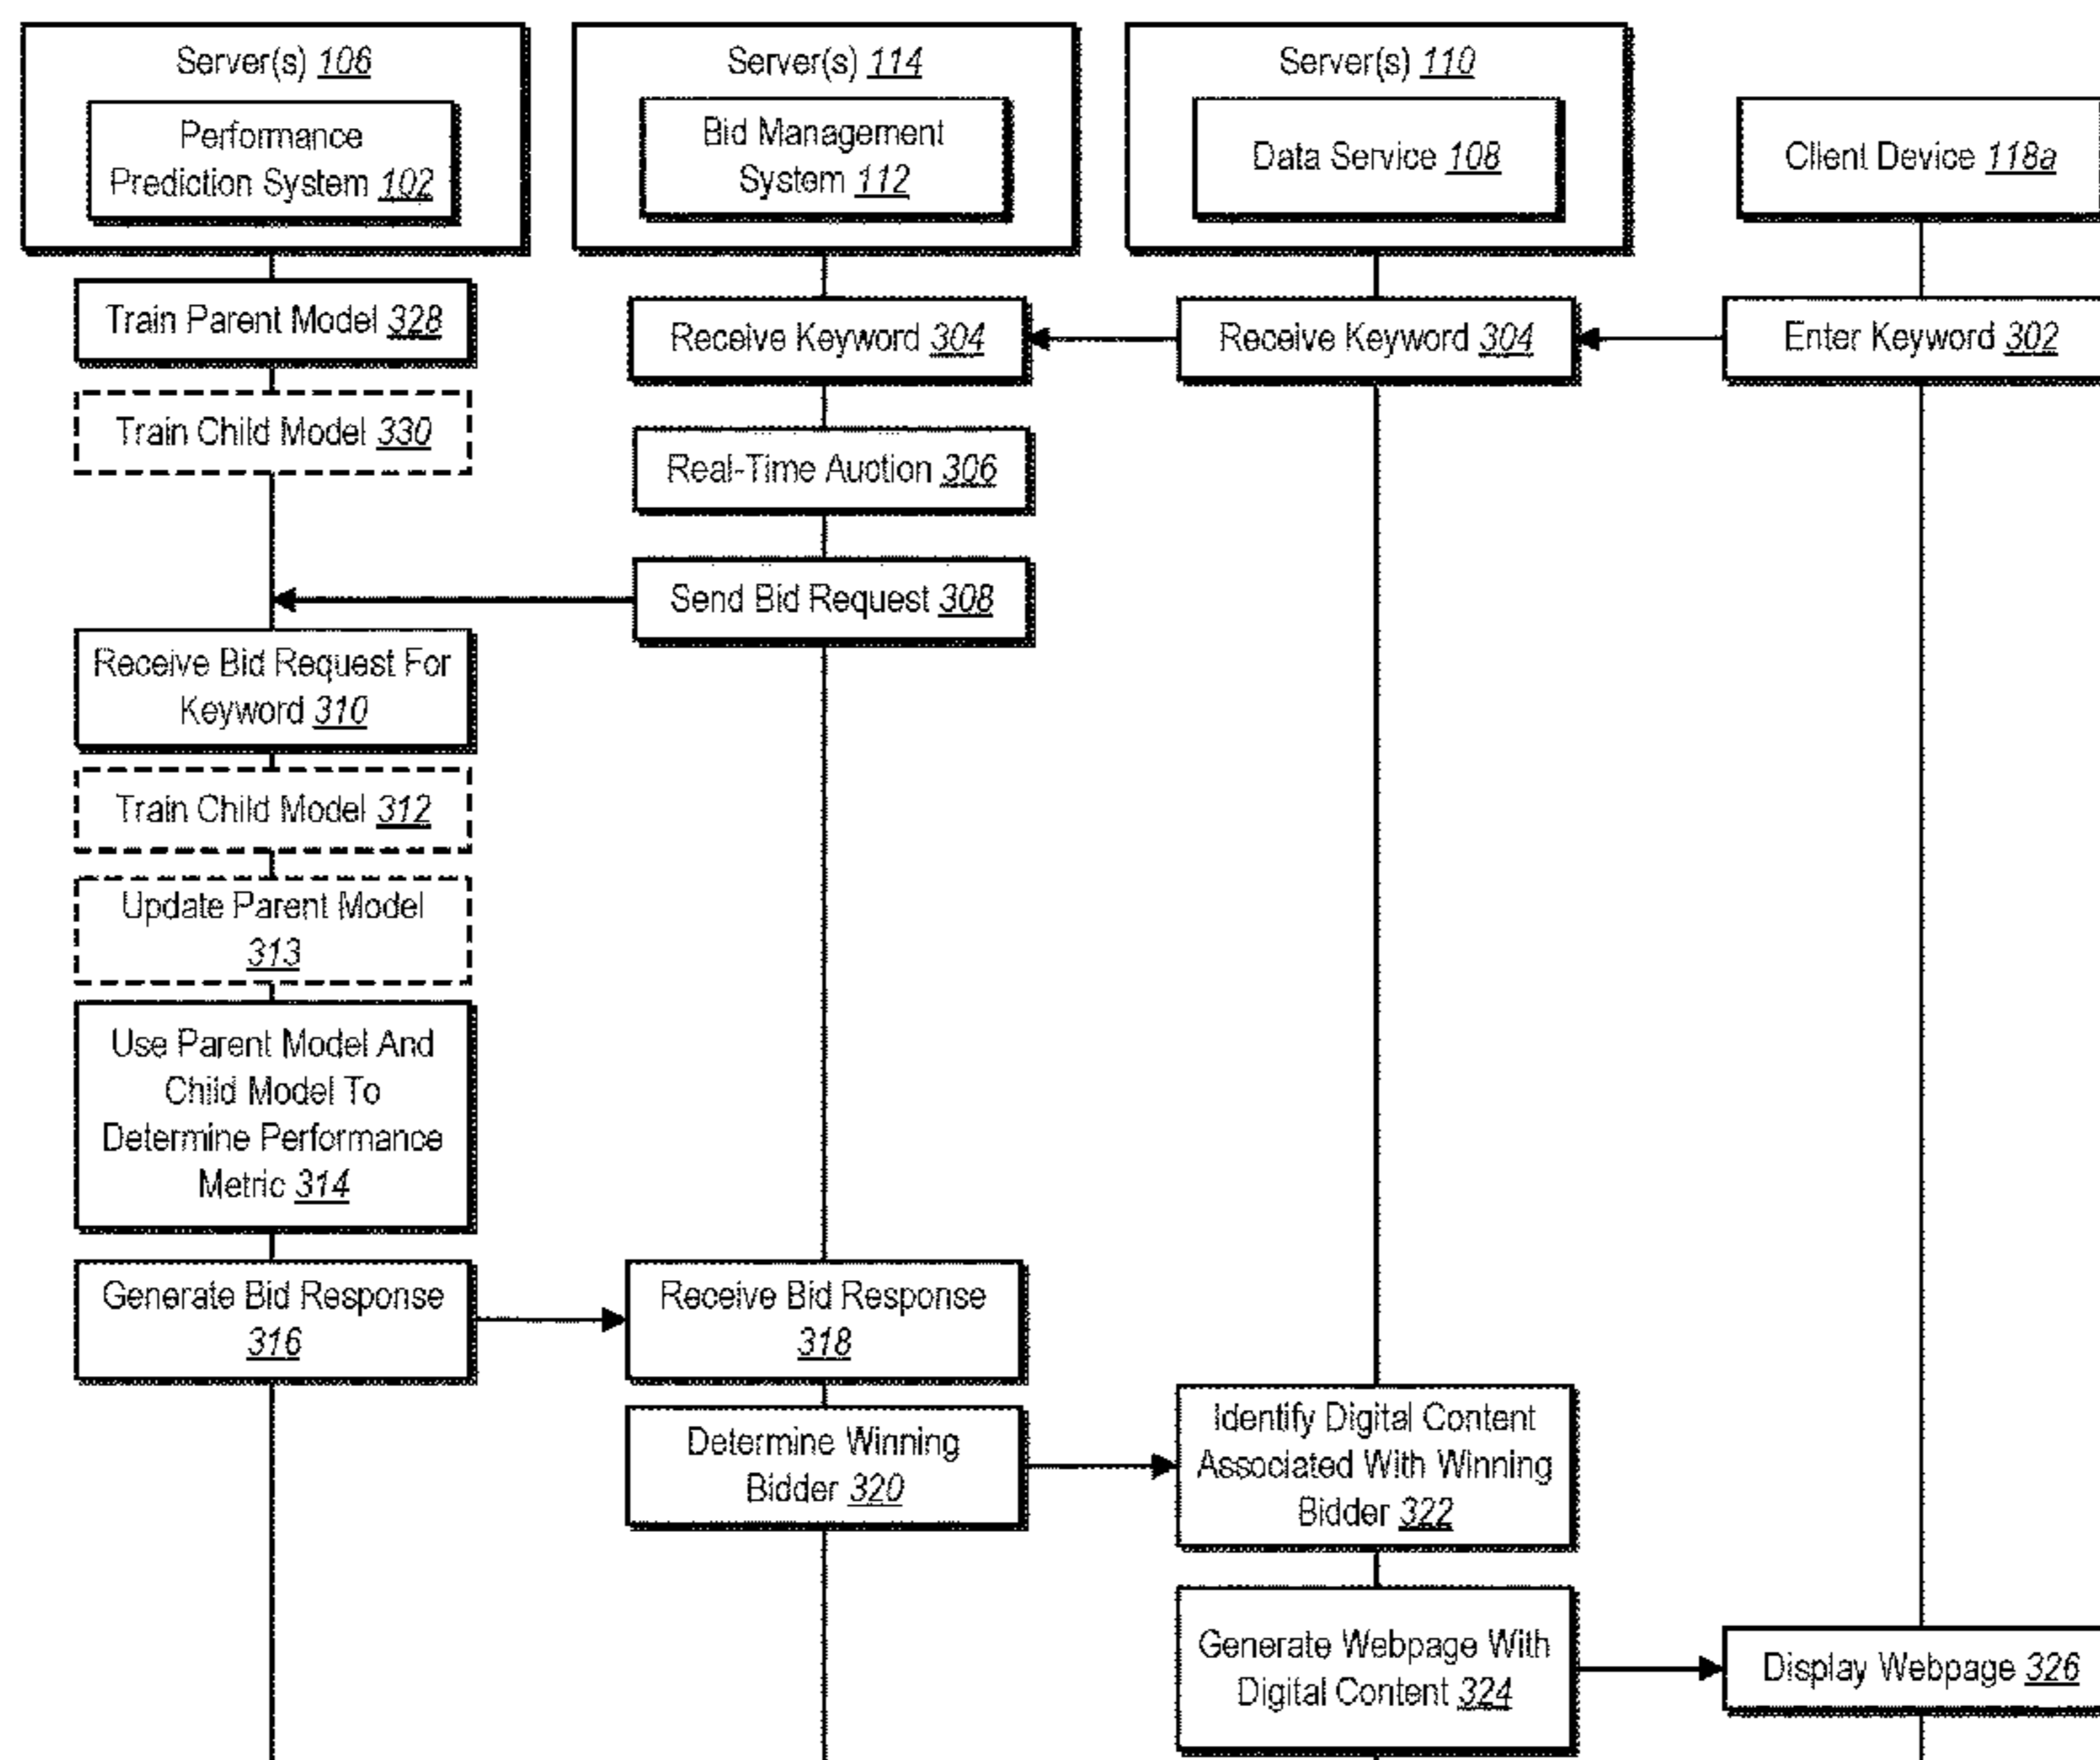 Server(s) 106
Performance
Prediction System 102
Server(s) 114
Bid Management
System 112
Server(s) 110
Data Service 108
Client Device 118a
Train Parent Model 328
Train Child Model 330
Receive Keyword 304
Receive Keyword 304
Enter Keyword 302
Real-Time Auction 306
Send Bid Request 308
Receive Bid Request For
Keyword 310
Train Child Model 312
Update Parent Model
313
Use Parent Model And
Child Model To
Determine Performance
Metric 314
Generate Bid Response
316
Receive Bid Response
318
Determine Winning
Bidder 320
Identify Digital Content
Associated With Winning
Bidder 322
Generate Webpage With
Digital Content 324
Display Webpage 326